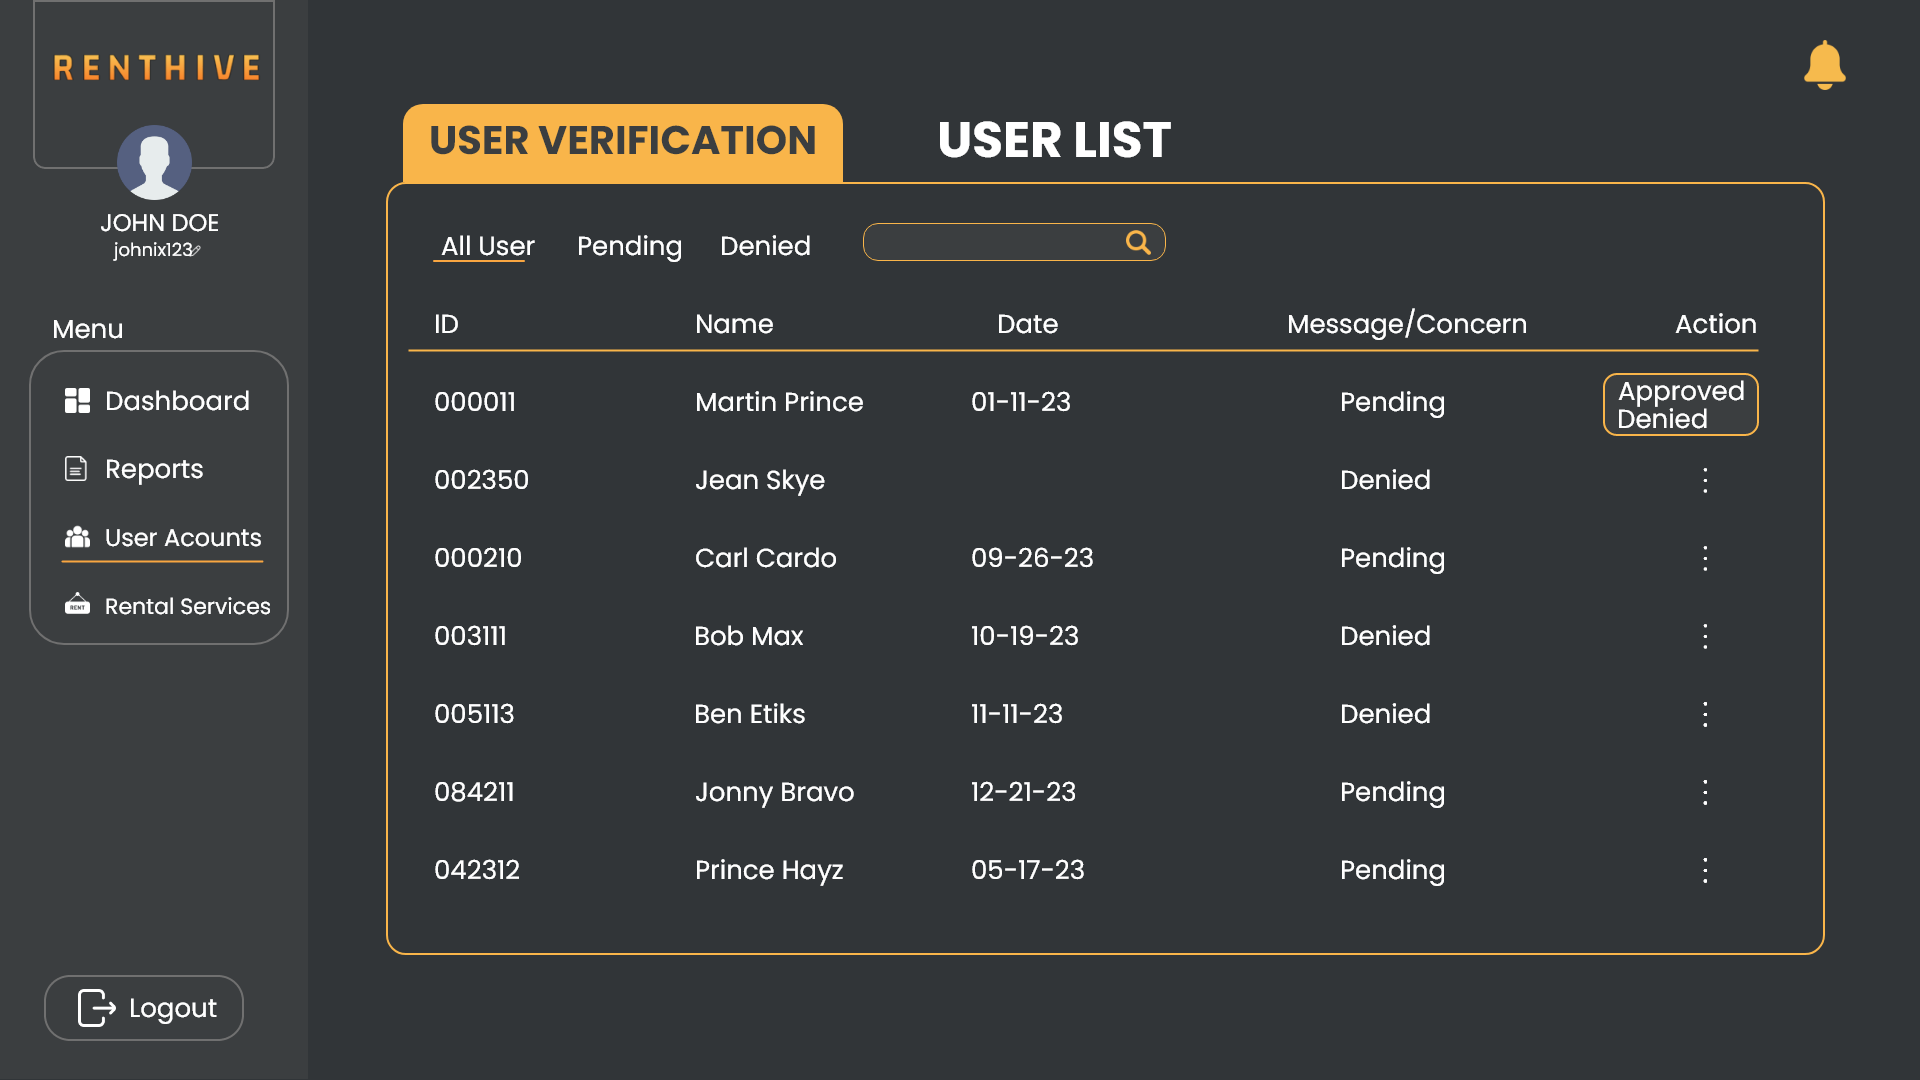 RENTHIVE
JOHN DOE
johnix123
Menu
Dashboard
Reports
User Acounts
RENT
Rental Services
Logout
USER VERIFICATION
USER LIST
All User
Pending
Denied
ID Name Date Message/Concern Action
000011 Martin Prince 01-11-23 Pending Approved
Denied
002350 Jean Skye Denied
000210 Carl Cardo 09-26-23 Pending
003111 Bob Max 10-19-23 Denied
005113 Ben Etiks 11-11-23 Denied
084211 Jonny Bravo 12-21-23 Pending
042312 Prince Hayz 05-17-23 Pending